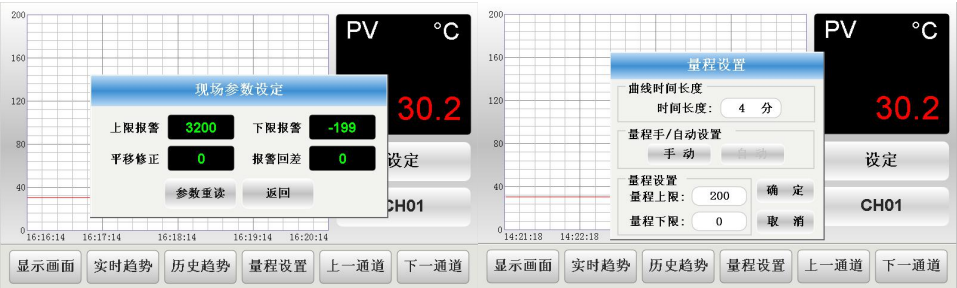 200
160
120
80
40
0
16:16:14 16:17:14 16:18:14 16:19:14 16:20:14
PV °C
30.2
设定
CH01
现场参数设定
上限报警 3200 下限报警 -199
平移修正 0 报警回差 0
参数重读 返回
显示画面 实时趋势 历史趋势 量程设置 上一通道 下一通道
200
160
120
80
40
0
14:21:18 14:22:18
PV °C
30.2
设定
CH01
量程设置
曲线时间长度
时间长度: 4 分
量程手/自动设置
手 动 自 动
量程设置
量程上限: 200 确 定
量程下限: 0 取 消
显示画面 实时趋势 历史趋势 量程设置 上一通道 下一通道